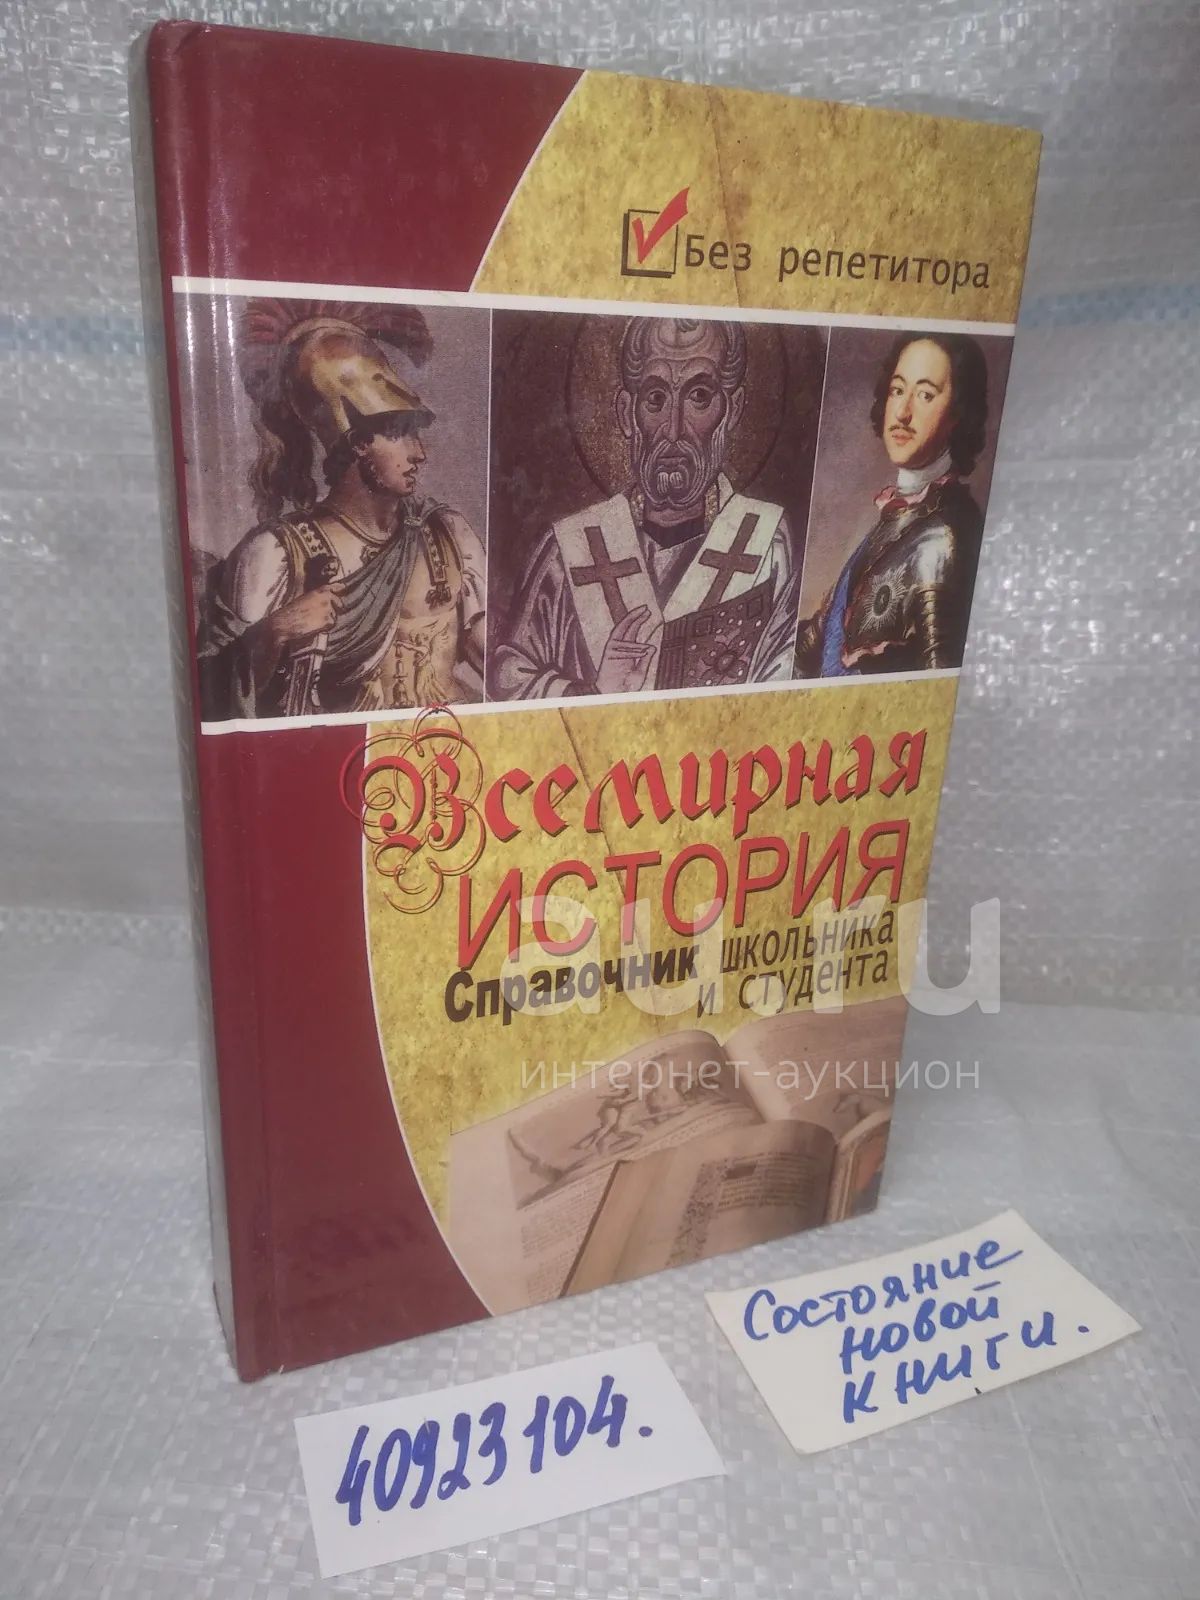 Без репетитора
Всемирная
ИСТОРИЯ
Справочник школьника
и студента
au.ru
интернет-аукцион
Состояние
новой
книги.
40923104.